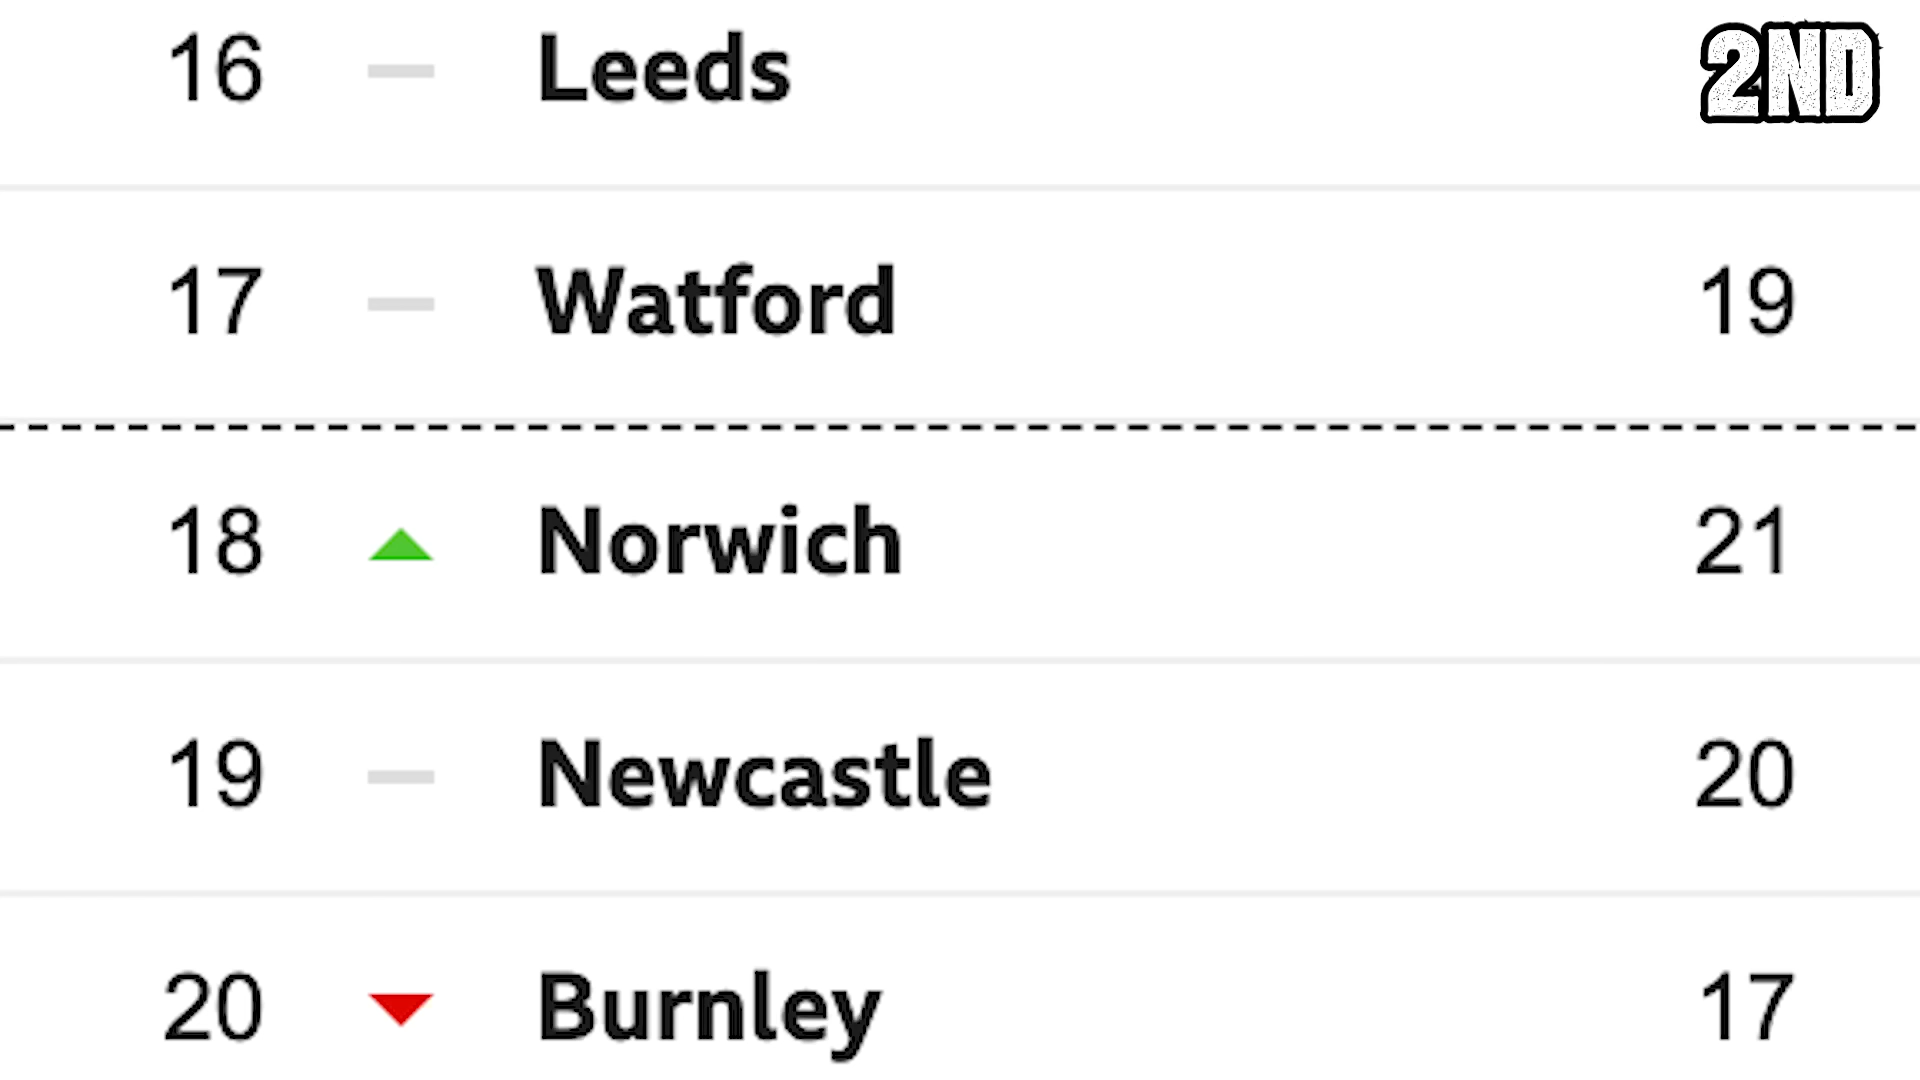 16 Leeds 2ND
17 Watford 19
18 Norwich 21
19 Newcastle 20
20 Burnley 17